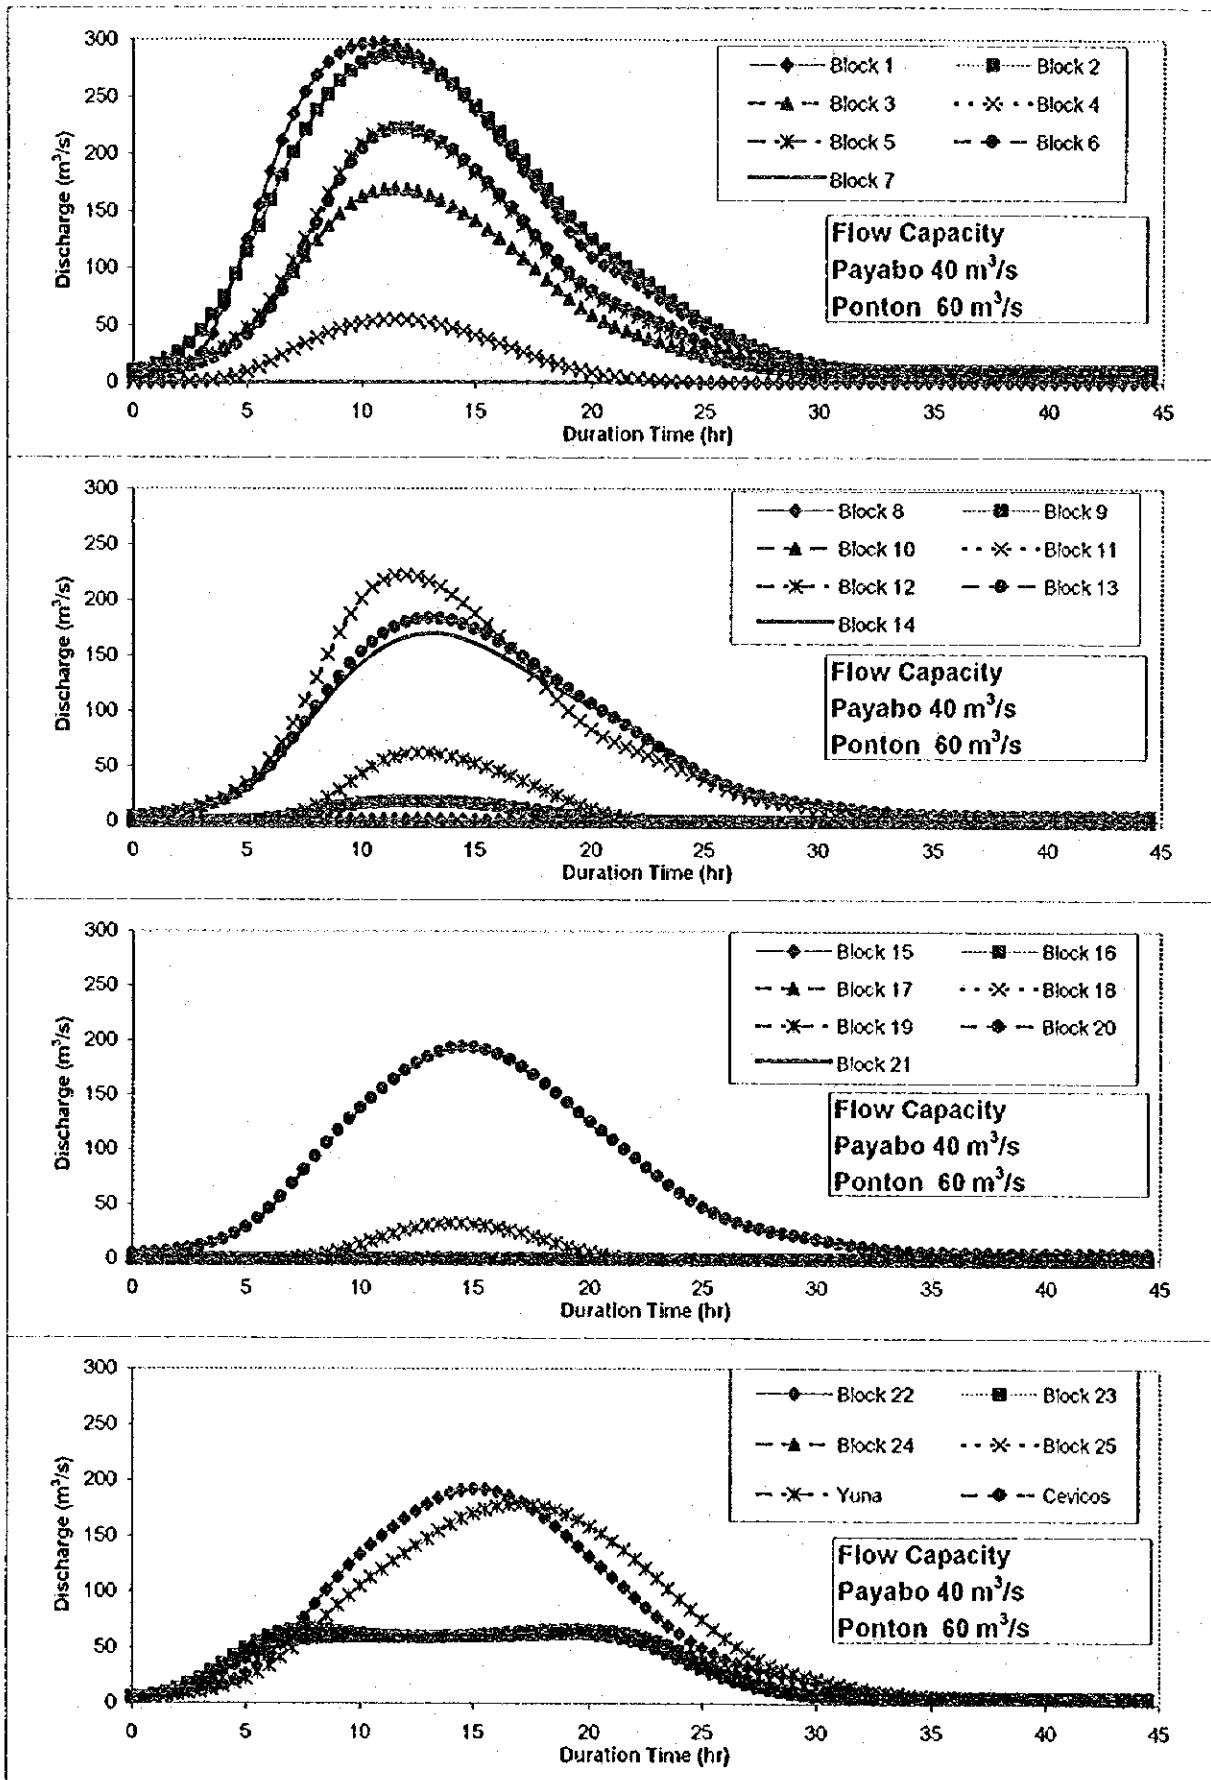 300
250
200
150
100
50
0
Discharge (m³/s)
Block 1 Block 2
Block 3 Block 4
Block 5 Block 6
Block 7
Flow Capacity
Payabo 40 m³/s
Ponton 60 m³/s
0 5 10 15 20 25 30 35 40 45
Duration Time (hr)
300
250
200
150
100
50
0
Discharge (m³/s)
Block 8 Block 9
Block 10 Block 11
Block 12 Block 13
Block 14
Flow Capacity
Payabo 40 m³/s
Ponton 60 m³/s
0 5 10 15 20 25 30 35 40 45
Duration Time (hr)
300
250
200
150
100
50
0
Discharge (m³/s)
Block 15 Block 16
Block 17 Block 18
Block 19 Block 20
Block 21
Flow Capacity
Payabo 40 m³/s
Ponton 60 m³/s
0 5 10 15 20 25 30 35 40 45
Duration Time (hr)
300
250
200
150
100
50
0
Discharge (m³/s)
Block 22 Block 23
Block 24 Block 25
Yuna Cevicos
Flow Capacity
Payabo 40 m³/s
Ponton 60 m³/s
0 5 10 15 20 25 30 35 40 45
Duration Time (hr)